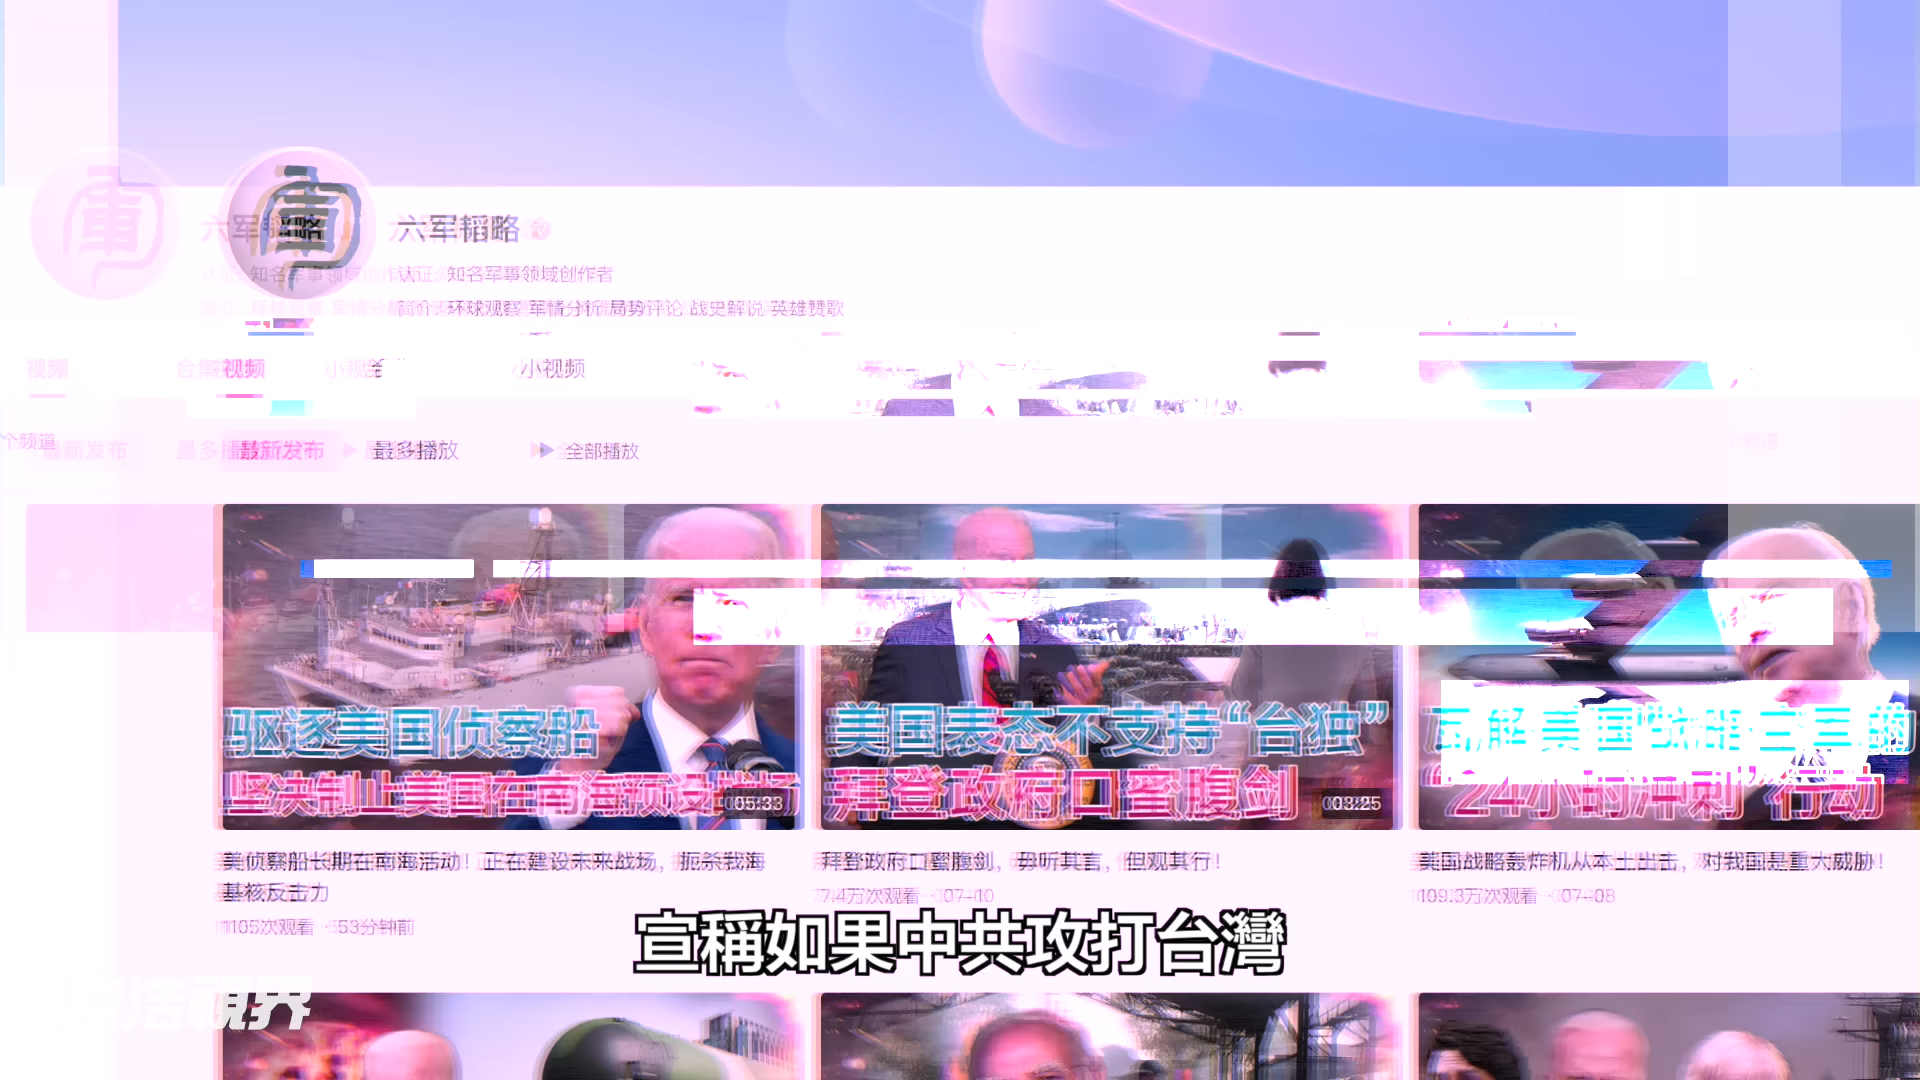 六军韬略
认证:知名军事领域创作者
简介:环球观察 军情分析 局势评论 战史解说 英雄赞歌
视频
小视频
个频道
最新发布
最多播放
全部播放
驱逐美国侦察船
坚决制止美国在南海预设战场
05:33
美国表态不支持“台独”
拜登政府口蜜腹剑
03:25
“24小时冲刺”行动
美侦察船长期在南海活动！正在建设未来战场，扼杀我海
基核反击力
1105次观看 · 53分钟前
拜登政府口蜜腹剑，毋听其言，但观其行！
7.4万次观看 · 07-10
美国战略轰炸机从本土出击，对我国是重大威胁！
109.3万次观看 · 07-08
宣稱如果中共攻打台灣
浩視界